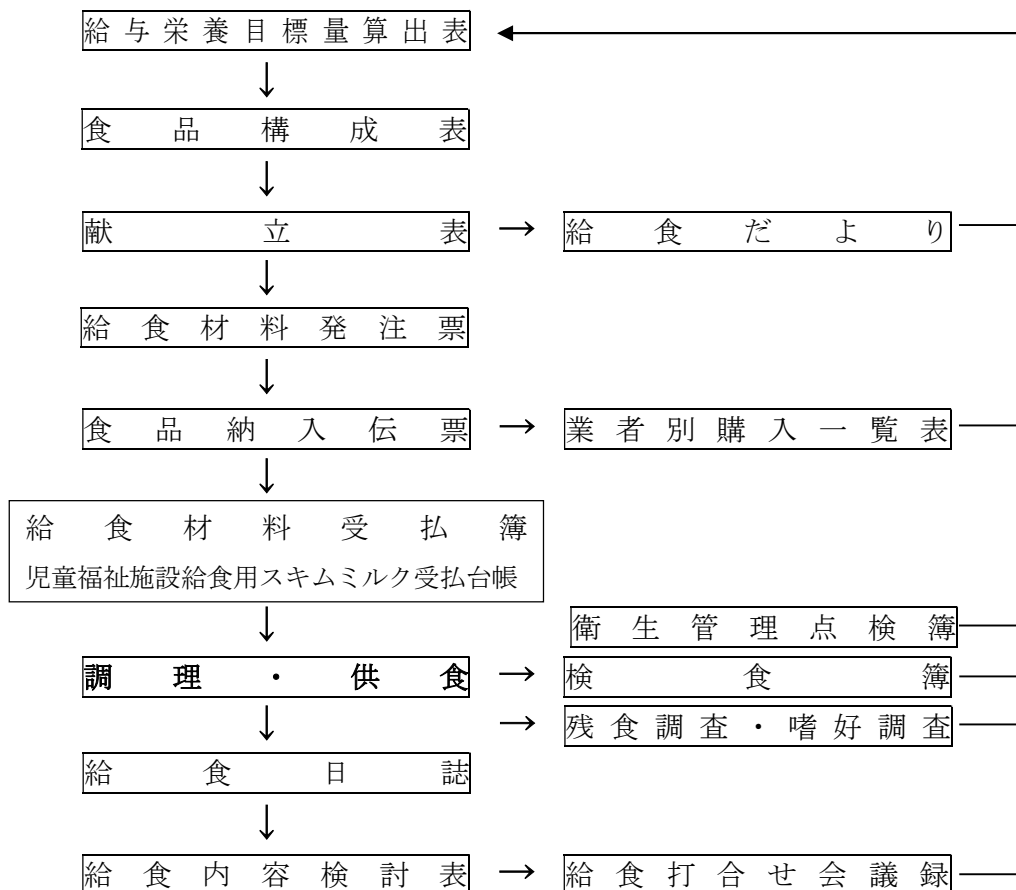 給与栄養目標量算出表
食品構成表
献立表 → 給食だより
給食材料発注票
食品納入伝票 → 業者別購入一覧表
給食材料受払簿
児童福祉施設給食用スキムミルク受払台帳
衛生管理点検簿
調理・供食 → 検食簿
→ 残食調査・嗜好調査
給食日誌
給食内容検討表 → 給食打合せ会議録